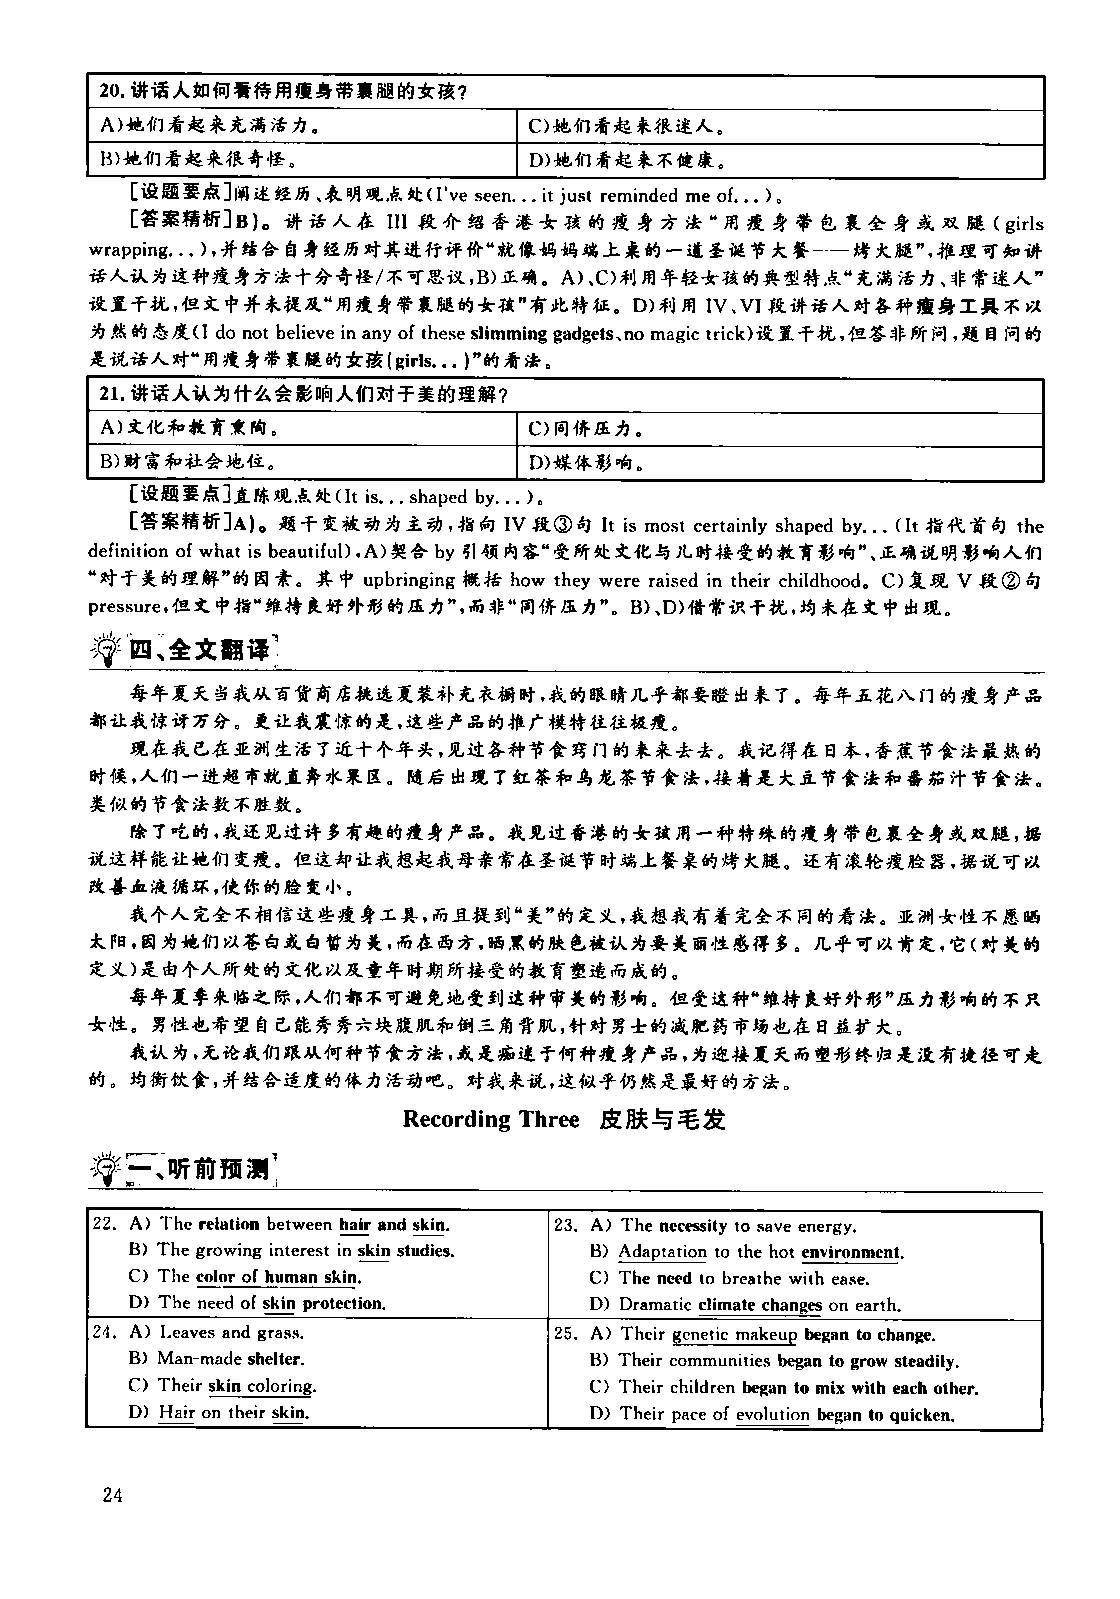 20. 讲话人如何看待用瘦身带裹腿的女孩?
A)她们看起来充满活力。 C)她们看起来很迷人。
B)她们看起来很奇怪。 D)她们看起来不健康。
[设题要点]阐述经历、表明观点处(I've seen... it just reminded me of...)。
[答案精析]B)。讲话人在 III 段介绍香港女孩的瘦身方法“用瘦身带包裹全身或双腿(girls
wrapping...),并结合自身经历对其进行评价“就像妈妈端上桌的一道圣诞节大餐——烤火腿”,推理可知讲
话人认为这种瘦身方法十分奇怪/不可思议,B)正确。A)、C)利用年轻女孩的典型特点“充满活力、非常迷人”
设置干扰,但文中并未提及“用瘦身带裹腿的女孩”有此特征。D)利用 IV、VI 段讲话人对各种瘦身工具不以
为然的态度(I do not believe in any of these slimming gadgets、no magic trick)设置干扰,但答非所问,题目问的
是说话人对“用瘦身带裹腿的女孩(girls...)”的看法。
21. 讲话人认为什么会影响人们对于美的理解?
A)文化和教育熏陶。 C)同侪压力。
B)财富和社会地位。 D)媒体影响。
[设题要点]直陈观点处(It is... shaped by...)。
[答案精析]A)。题干变被动为主动,指向 IV 段③句 It is most certainly shaped by... (It 指代首句 the
definition of what is beautiful),A)契合 by 引领内容“受所处文化与儿时接受的教育影响”、正确说明影响人们
“对于美的理解”的因素。其中 upbringing 概括 how they were raised in their childhood。C)复现 V 段②句
pressure,但文中指“维持良好外形的压力”,而非“同侪压力”。B)、D)借常识干扰,均未在文中出现。
四、全文翻译
每年夏天当我从百货商店挑选夏装补充衣橱时,我的眼睛几乎都要瞪出来了。每年五花八门的瘦身产品
都让我惊讶万分。更让我震惊的是,这些产品的推广模特往往极瘦。
现在我已在亚洲生活了近十个年头,见过各种节食窍门的来来去去。我记得在日本,香蕉节食法最热的
时候,人们一进超市就直奔水果区。随后出现了红茶和乌龙茶节食法,接着是大豆节食法和番茄汁节食法。
类似的节食法数不胜数。
除了吃的,我还见过许多有趣的瘦身产品。我见过香港的女孩用一种特殊的瘦身带包裹全身或双腿,据
说这样能让她们变瘦。但这却让我想起我母亲常在圣诞节时端上餐桌的烤火腿。还有滚轮瘦脸器,据说可以
改善血液循环,使你的脸变小。
我个人完全不相信这些瘦身工具,而且提到“美”的定义,我想我有着完全不同的看法。亚洲女性不愿晒
太阳,因为她们以苍白或白皙为美,而在西方,晒黑的肤色被认为要美丽性感得多。几乎可以肯定,它(对美的
定义)是由个人所处的文化以及童年时期所接受的教育塑造而成的。
每年夏季来临之际,人们都不可避免地受到这种审美的影响。但受这种“维持良好外形”压力影响的不只
女性。男性也希望自己能秀秀六块腹肌和倒三角背肌,针对男士的减肥药市场也在日益扩大。
我认为,无论我们跟从何种节食方法,或是痴迷于何种瘦身产品,为迎接夏天而塑形终归是没有捷径可走
的。均衡饮食,并结合适度的体力活动吧。对我来说,这似乎仍然是最好的方法。
Recording Three 皮肤与毛发
一、听前预测
22. A) The relation between hair and skin.
B) The growing interest in skin studies.
C) The color of human skin.
D) The need of skin protection.
23. A) The necessity to save energy.
B) Adaptation to the hot environment.
C) The need to breathe with ease.
D) Dramatic climate changes on earth.
24. A) Leaves and grass.
B) Man-made shelter.
C) Their skin coloring.
D) Hair on their skin.
25. A) Their genetic makeup began to change.
B) Their communities began to grow steadily.
C) Their children began to mix with each other.
D) Their pace of evolution began to quicken.
24